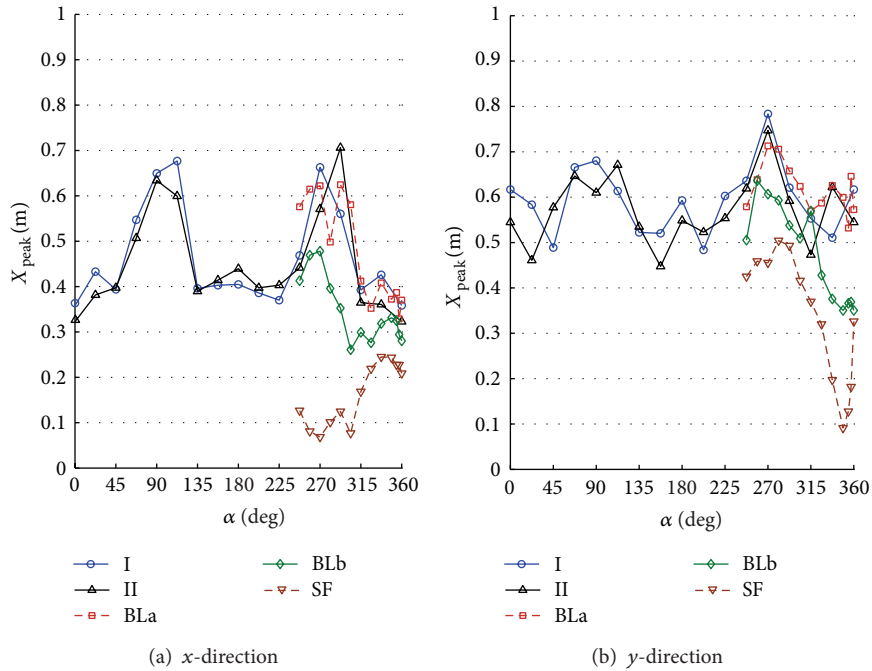 1
0.9
0.8
0.7
0.6
0.5
0.4
0.3
0.2
0.1
0
X_peak (m)
0 45 90 135 180 225 270 315 360
α (deg)
I
II
BLa
BLb
SF
(a) x-direction
1
0.9
0.8
0.7
0.6
0.5
0.4
0.3
0.2
0.1
0
X_peak (m)
0 45 90 135 180 225 270 315 360
α (deg)
I
II
BLa
BLb
SF
(b) y-direction